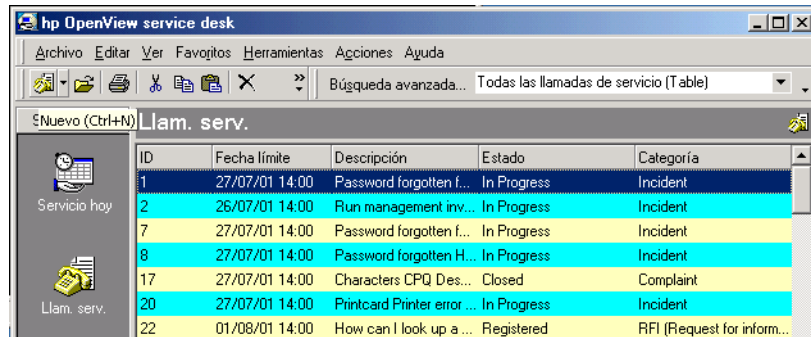 hp OpenView service desk
Archivo Editar Ver Favoritos Herramientas Acciones Ayuda
Búsqueda avanzada... Todas las llamadas de servicio (Table)
Nuevo (Ctrl+N) Llam. serv.
ID Fecha límite Descripción Estado Categoría
1 27/07/01 14:00 Password forgotten f... In Progress Incident
2 26/07/01 14:00 Run management inv... In Progress Incident
Servicio hoy
7 27/07/01 14:00 Password forgotten f... In Progress Incident
8 27/07/01 14:00 Password forgotten H... In Progress Incident
17 27/07/01 14:00 Characters CPQ Des... Closed Complaint
20 27/07/01 14:00 Printcard Printer error ... In Progress Incident
Llam. serv.
22 01/08/01 14:00 How can I look up a ... Registered RFI (Request for inform...